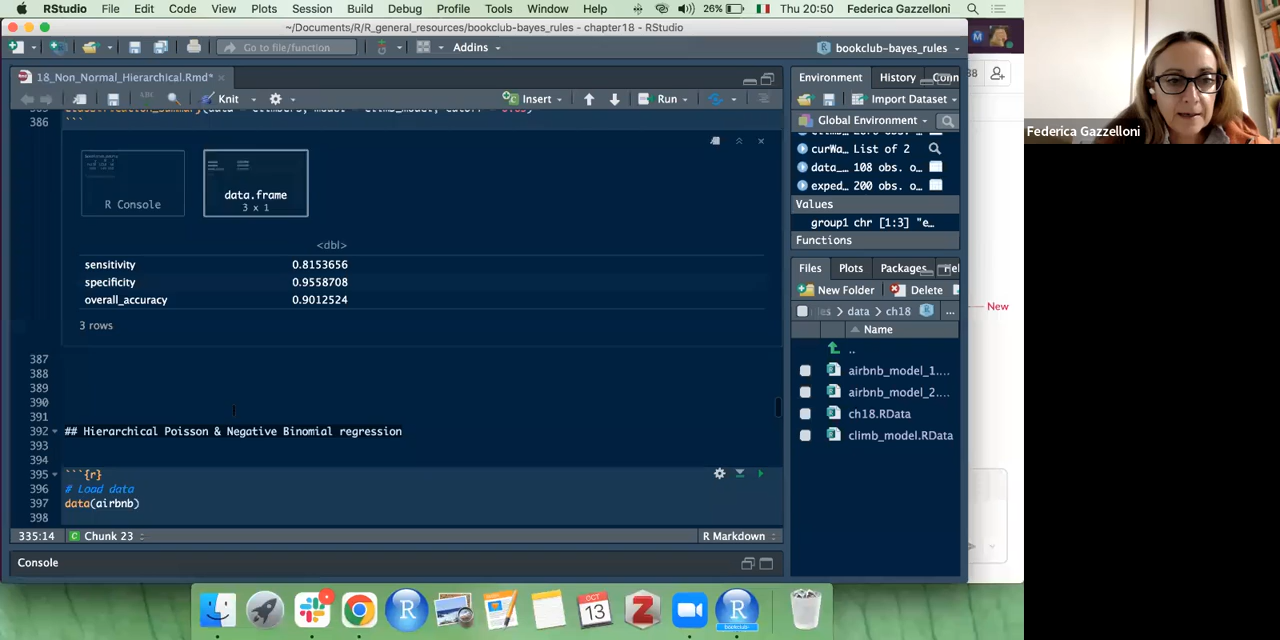 RStudio File Edit Code View Plots Session Build Debug Profile Tools Window Help 26% Thu 20:50 Federica Gazzelloni
~/Documents/R/R_general_resources/bookclub-bayes_rules - chapter18 - RStudio
Go to file/function Addins bookclub-bayes_rules
18_Non_Normal_Hierarchical.Rmd*
Knit Insert Run
386 ```
R Console
data.frame
3 x 1
<dbl>
sensitivity 0.8153656
specificity 0.9558708
overall_accuracy 0.9012524
3 rows
387
388
389
390
391
392 ## Hierarchical Poisson & Negative Binomial regression
393
394
395 ```{r}
396 # Load data
397 data(airbnb)
398
335:14 Chunk 23 R Markdown
Console
Environment History Conn
Import Dataset
Global Environment
curWa… List of 2
data_… 108 obs. o…
exped… 200 obs. o…
Values
group1 chr [1:3] "e…
Functions
Files Plots Packages
New Folder Delete
data ch18 ...
Name
..
airbnb_model_1....
airbnb_model_2....
ch18.RData
climb_model.RData
New
Federica Gazzelloni
OCT
13